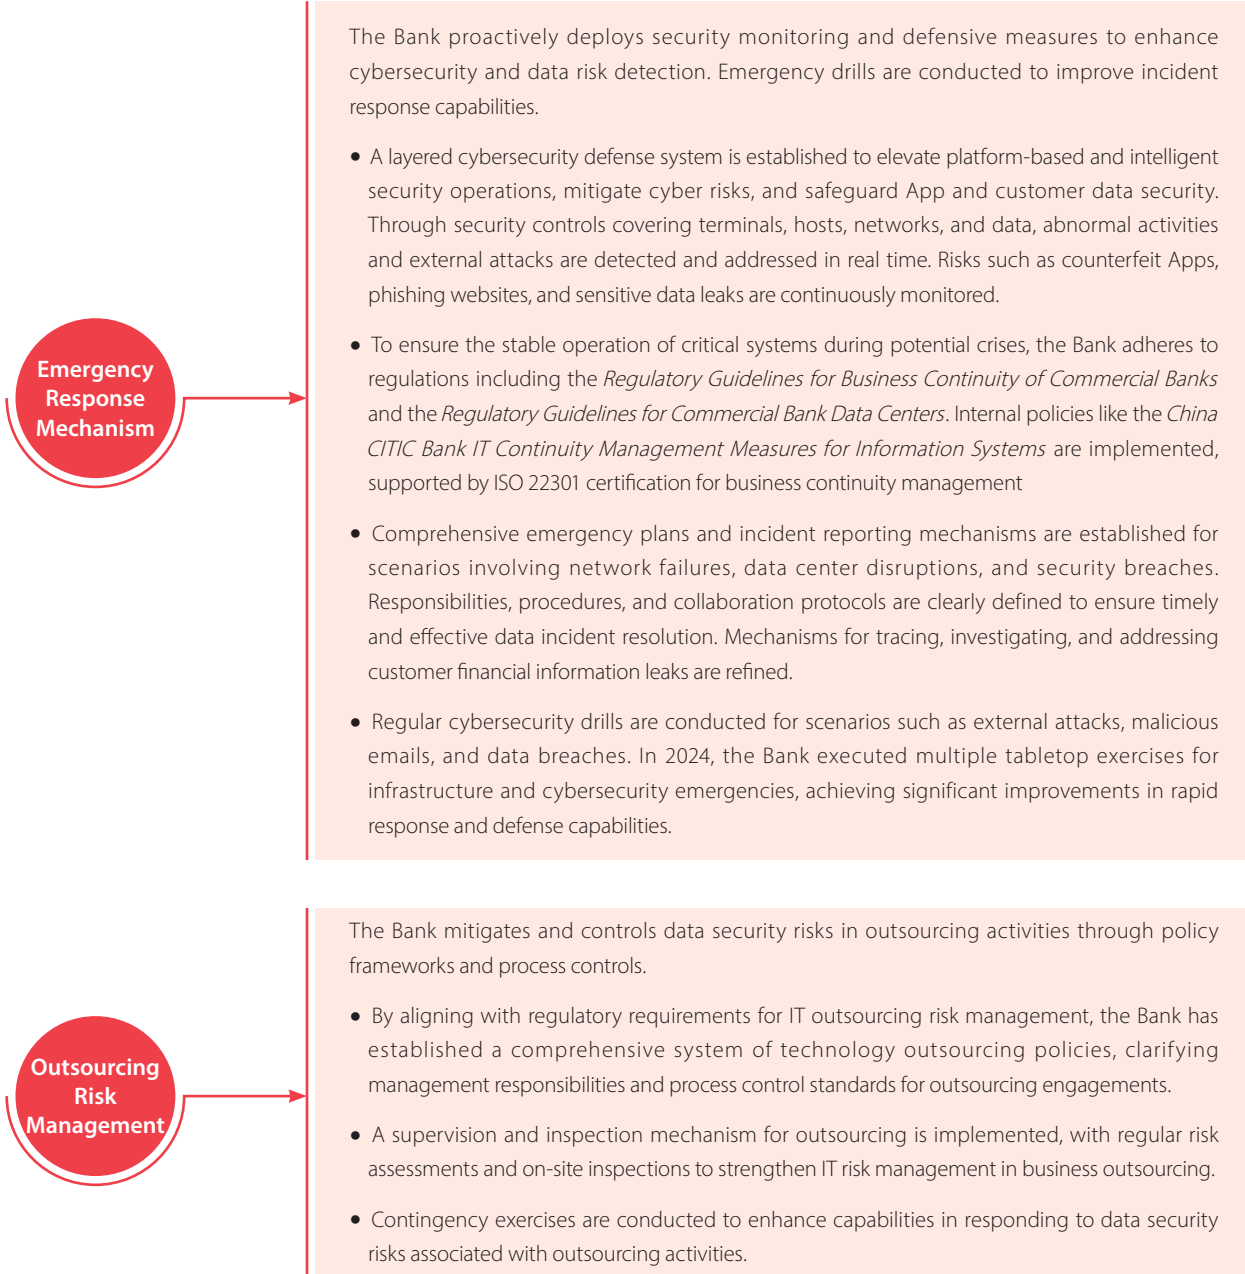 The Bank proactively deploys security monitoring and defensive measures to enhance
cybersecurity and data risk detection. Emergency drills are conducted to improve incident
response capabilities.
• A layered cybersecurity defense system is established to elevate platform-based and intelligent
security operations, mitigate cyber risks, and safeguard App and customer data security.
Through security controls covering terminals, hosts, networks, and data, abnormal activities
and external attacks are detected and addressed in real time. Risks such as counterfeit Apps,
phishing websites, and sensitive data leaks are continuously monitored.
Emergency
Response
Mechanism
• To ensure the stable operation of critical systems during potential crises, the Bank adheres to
regulations including the Regulatory Guidelines for Business Continuity of Commercial Banks
and the Regulatory Guidelines for Commercial Bank Data Centers. Internal policies like the China
CITIC Bank IT Continuity Management Measures for Information Systems are implemented,
supported by ISO 22301 certification for business continuity management
• Comprehensive emergency plans and incident reporting mechanisms are established for
scenarios involving network failures, data center disruptions, and security breaches.
Responsibilities, procedures, and collaboration protocols are clearly defined to ensure timely
and effective data incident resolution. Mechanisms for tracing, investigating, and addressing
customer financial information leaks are refined.
• Regular cybersecurity drills are conducted for scenarios such as external attacks, malicious
emails, and data breaches. In 2024, the Bank executed multiple tabletop exercises for
infrastructure and cybersecurity emergencies, achieving significant improvements in rapid
response and defense capabilities.
The Bank mitigates and controls data security risks in outsourcing activities through policy
frameworks and process controls.
Outsourcing
Risk
Management
• By aligning with regulatory requirements for IT outsourcing risk management, the Bank has
established a comprehensive system of technology outsourcing policies, clarifying
management responsibilities and process control standards for outsourcing engagements.
• A supervision and inspection mechanism for outsourcing is implemented, with regular risk
assessments and on-site inspections to strengthen IT risk management in business outsourcing.
• Contingency exercises are conducted to enhance capabilities in responding to data security
risks associated with outsourcing activities.